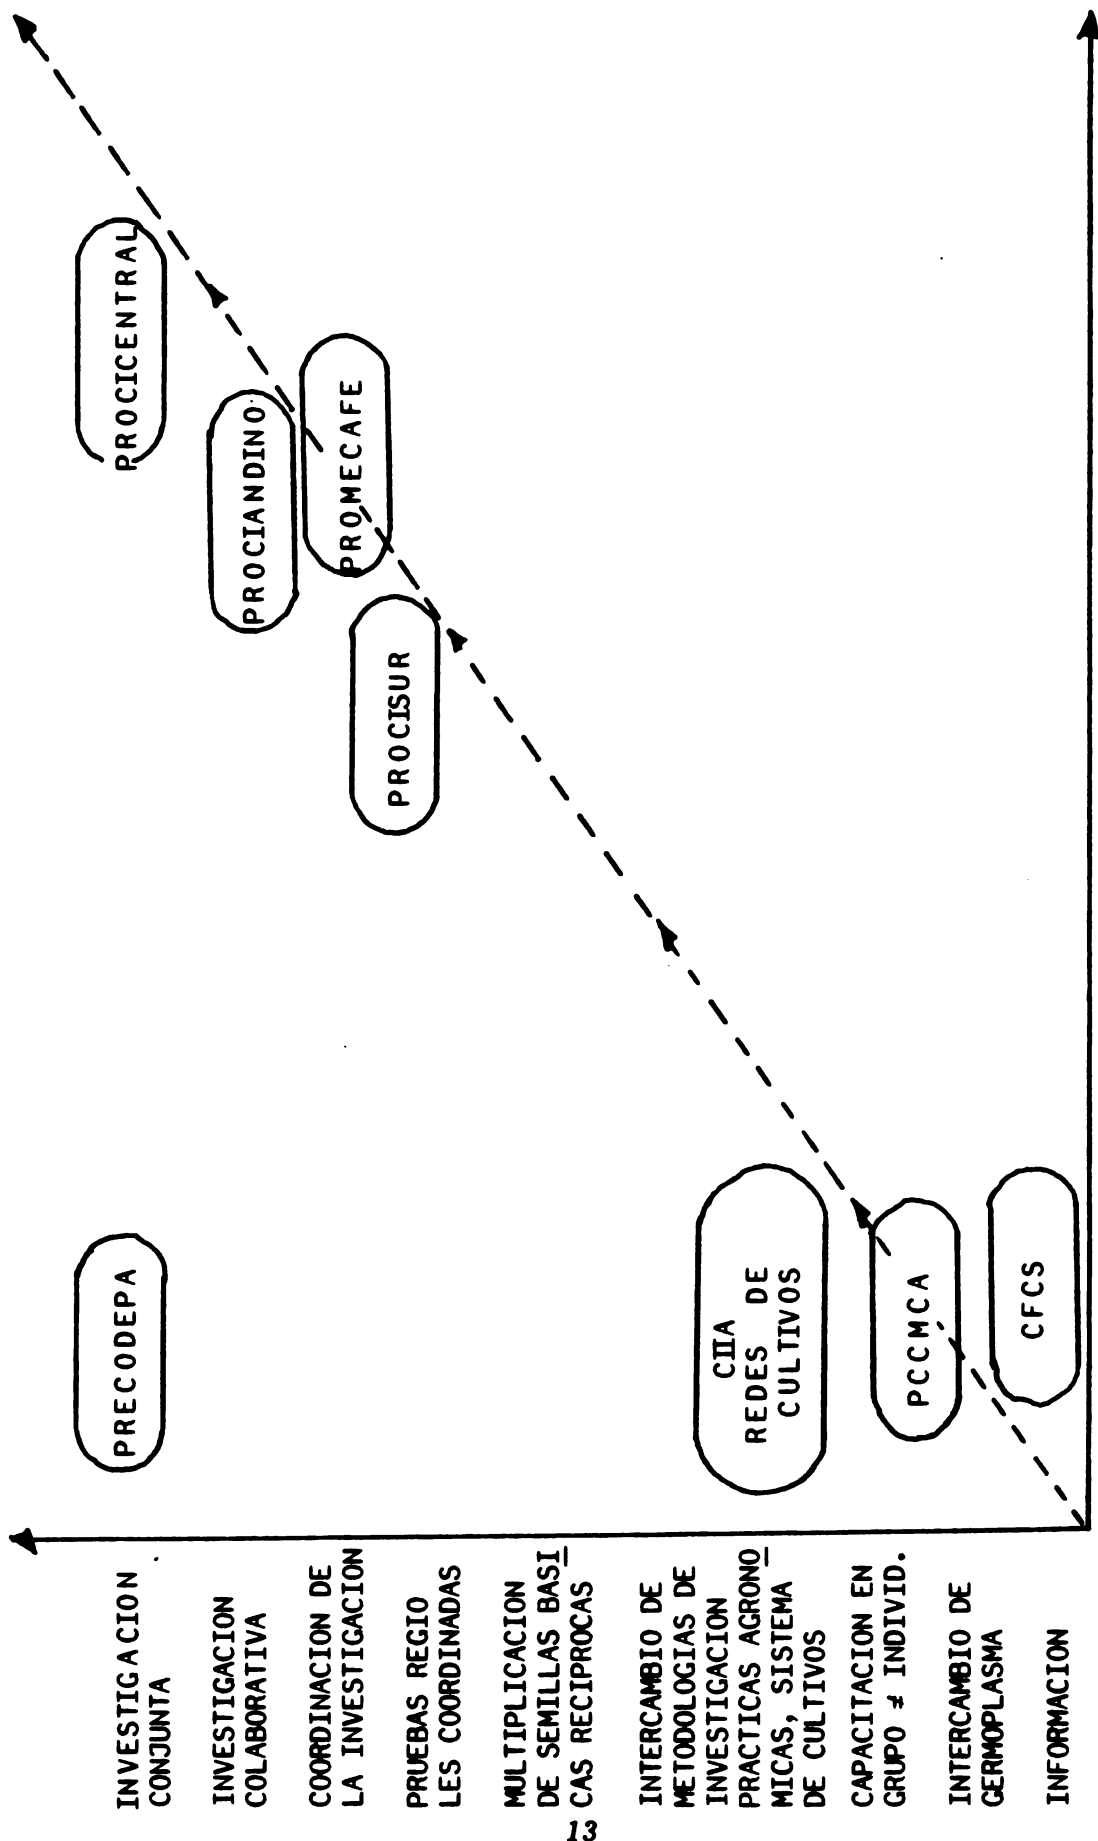 INVESTIGACION
CONJUNTA
INVESTIGACION
COLABORATIVA
COORDINACION DE
LA INVESTIGACION
PRUEBAS REGIO
LES COORDINADAS
MULTIPLICACION
DE SEMILLAS BASI
CAS RECIPROCAS
INTERCAMBIO DE
METODOLOGIAS DE
INVESTIGACION
PRACTICAS AGRONO
MICAS, SISTEMA
DE CULTIVOS
CAPACITACION EN
GRUPO ≠ INDIVID.
INTERCAMBIO DE
GERMOPLASMA
INFORMACION
PRECODEPA
CIIA
REDES DE
CULTIVOS
PCCMCA
CFCS
PROCISUR
PROCIANDINO
PROMECAFE
PROCICENTRAL
13